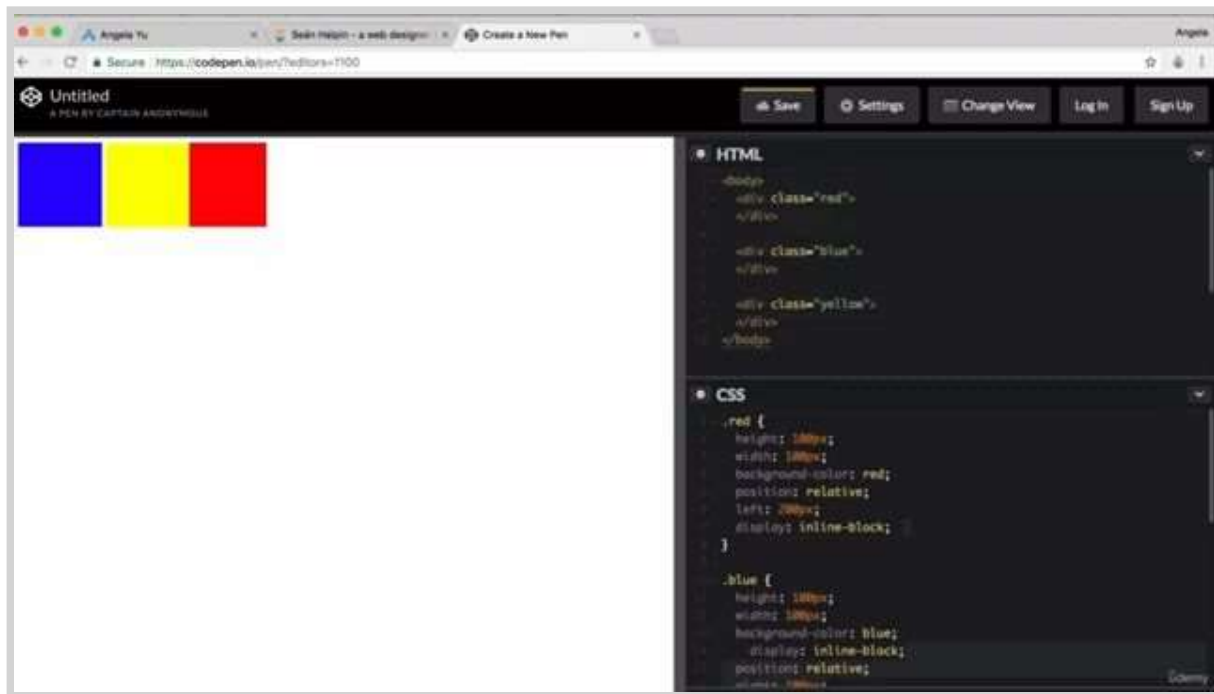 Angela Yu
Seán Halpin - a web designer
Create a New Pen
Angela
Secure https://codepen.io/pen/?editors=1100
Untitled
A PEN BY CAPTAIN ANONYMOUS
Save
Settings
Change View
Log In
Sign Up
HTML
<body>
<div class="red">
</div>
<div class="blue">
</div>
<div class="yellow">
</div>
</body>
CSS
.red {
height: 100px;
width: 100px;
background-color: red;
position: relative;
left: 200px;
display: inline-block;
}
.blue {
height: 100px;
width: 100px;
background-color: blue;
display: inline-block;
position: relative;
Udemy